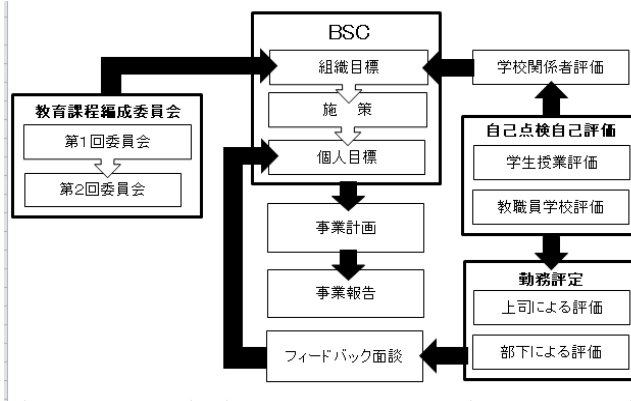 BSC
組織目標
施 策
個人目標
事業計画
事業報告
フィードバック面談
教育課程編成委員会
第1回委員会
第2回委員会
学校関係者評価
自己点検自己評価
学生授業評価
教職員学校評価
勤務評定
上司による評価
部下による評価